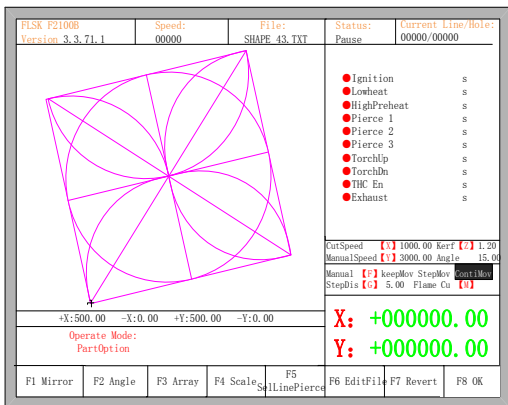 FLSK F2100B Speed: File: Status: Current Line/Hole:
Version 3.3.71.1 00000 SHAPE 43.TXT Pause 00000/00000
Ignition s
Lowheat s
HighPreheat s
Pierce 1 s
Pierce 2 s
Pierce 3 s
TorchUp s
TorchDn s
THC En s
Exhaust s
CutSpeed 【X】1000.00 Kerf【Z】1.20
ManualSpeed【Y】3000.00 Angle 15.00
Manual 【F】keepMov StepMov ContiMov
StepDis【G】 5.00 Flame Cu 【M】
+X:500.00 -X:0.00 +Y:500.00 -Y:0.00
Operate Mode:
PartOption
X: +000000.00
Y: +000000.00
F1 Mirror F2 Angle F3 Array F4 Scale F5 SelLinePierce F6 EditFile F7 Revert F8 OK